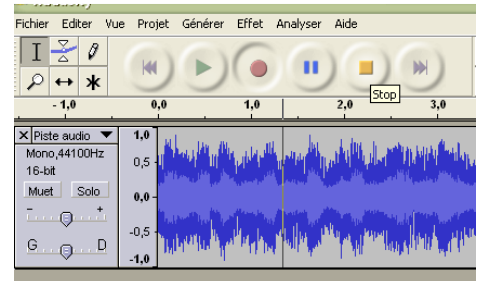 Fichier Editer Vue Projet Générer Effet Analyser Aide
Stop
- 1,0 0,0 1,0 2,0 3,0
X Piste audio
Mono,44100Hz
16-bit
Muet Solo
- +
G D
1,0
0,5
0,0
-0,5
-1,0